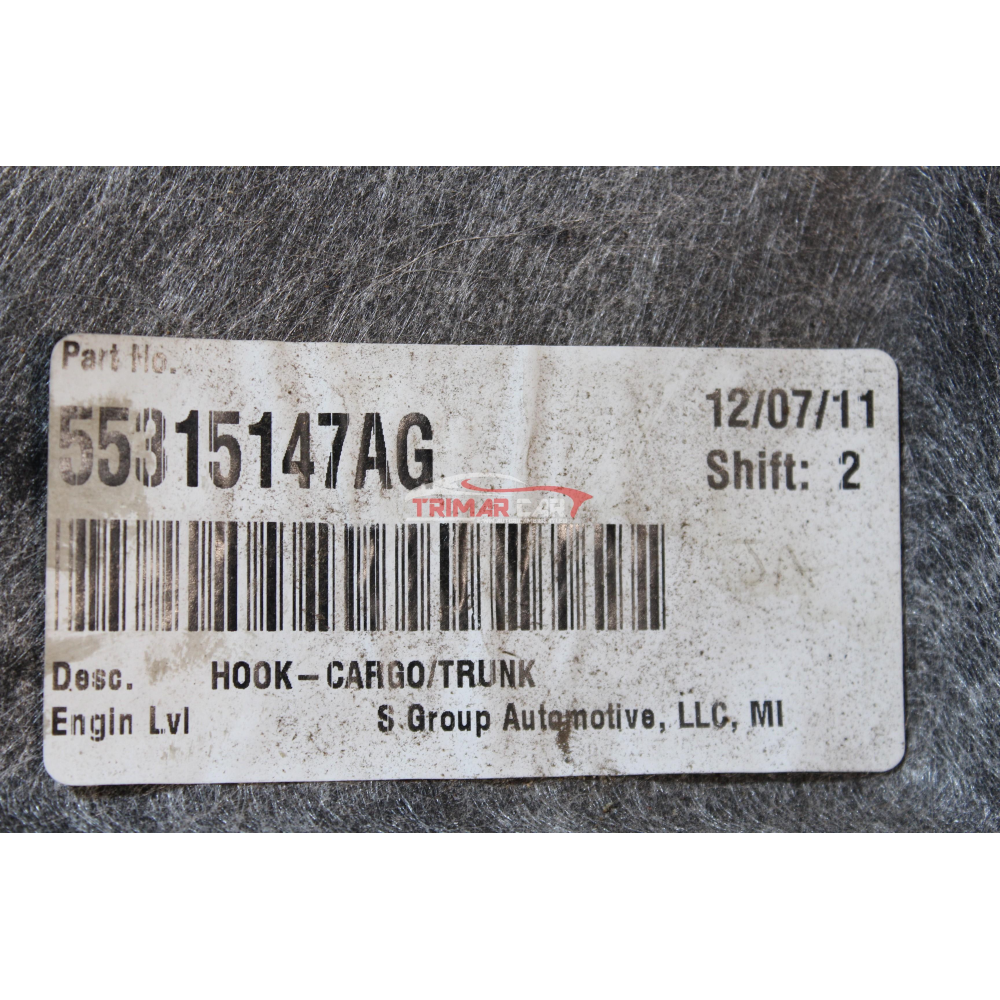 Part No.
55315147AG
12/07/11
Shift: 2
TRIMAR CAR
Desc. HOOK-CARGO/TRUNK
Engin Lvl S Group Automotive, LLC, MI